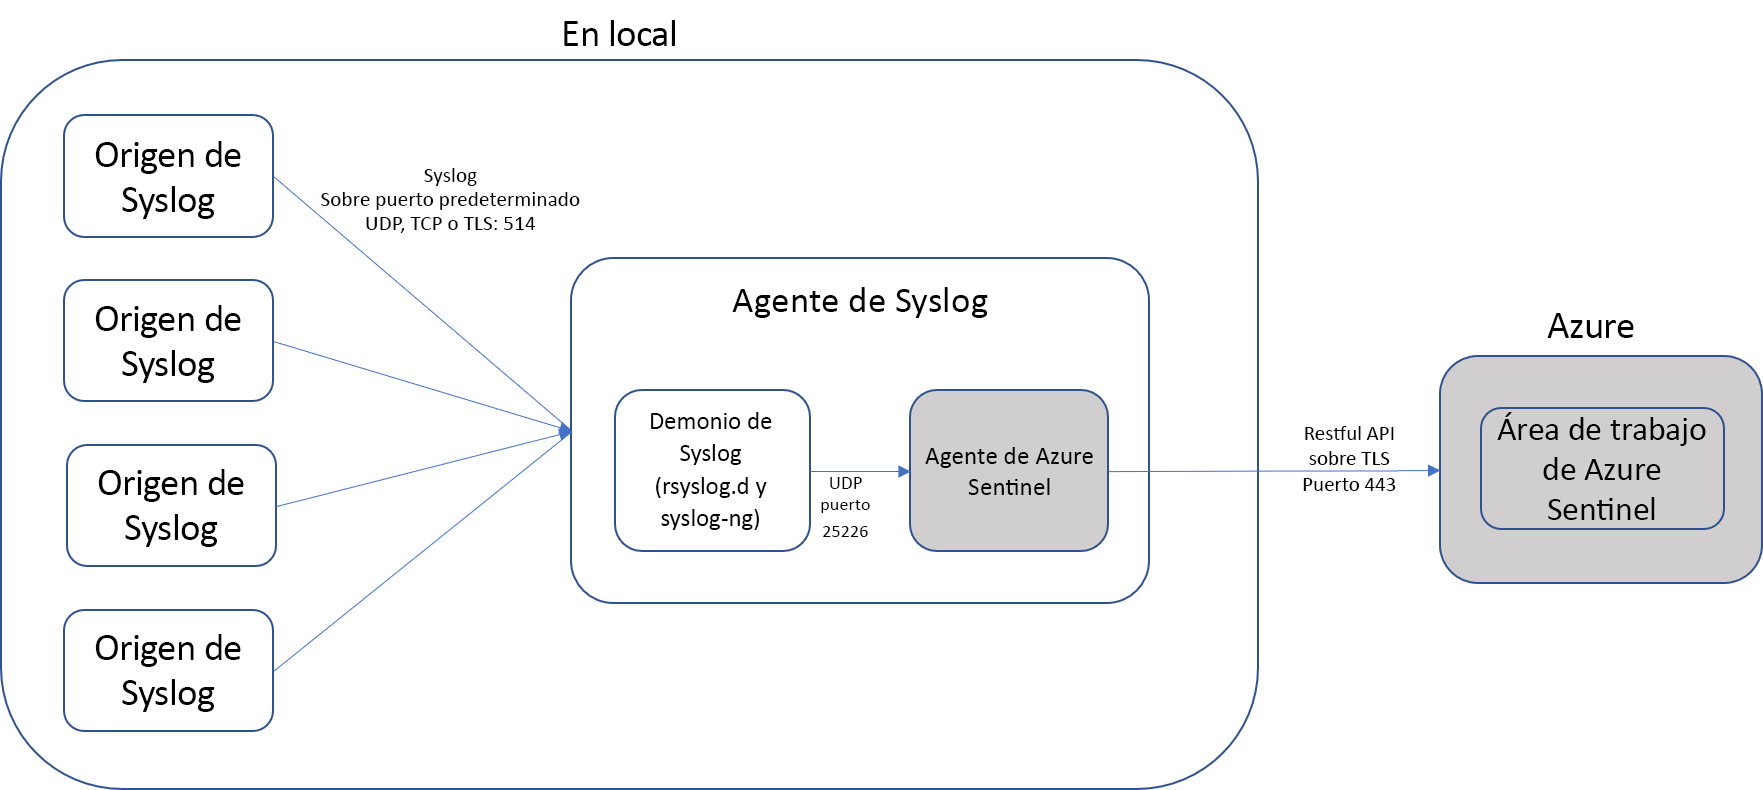 En local
Origen de
Syslog
Syslog
Sobre puerto predeterminado
UDP, TCP o TLS: 514
Origen de
Syslog
Origen de
Syslog
Origen de
Syslog
Agente de Syslog
Demonio de
Syslog
(rsyslog.d y
syslog-ng)
UDP
puerto
25226
Agente de Azure
Sentinel
Restful API
sobre TLS
Puerto 443
Azure
Área de trabajo
de Azure
Sentinel